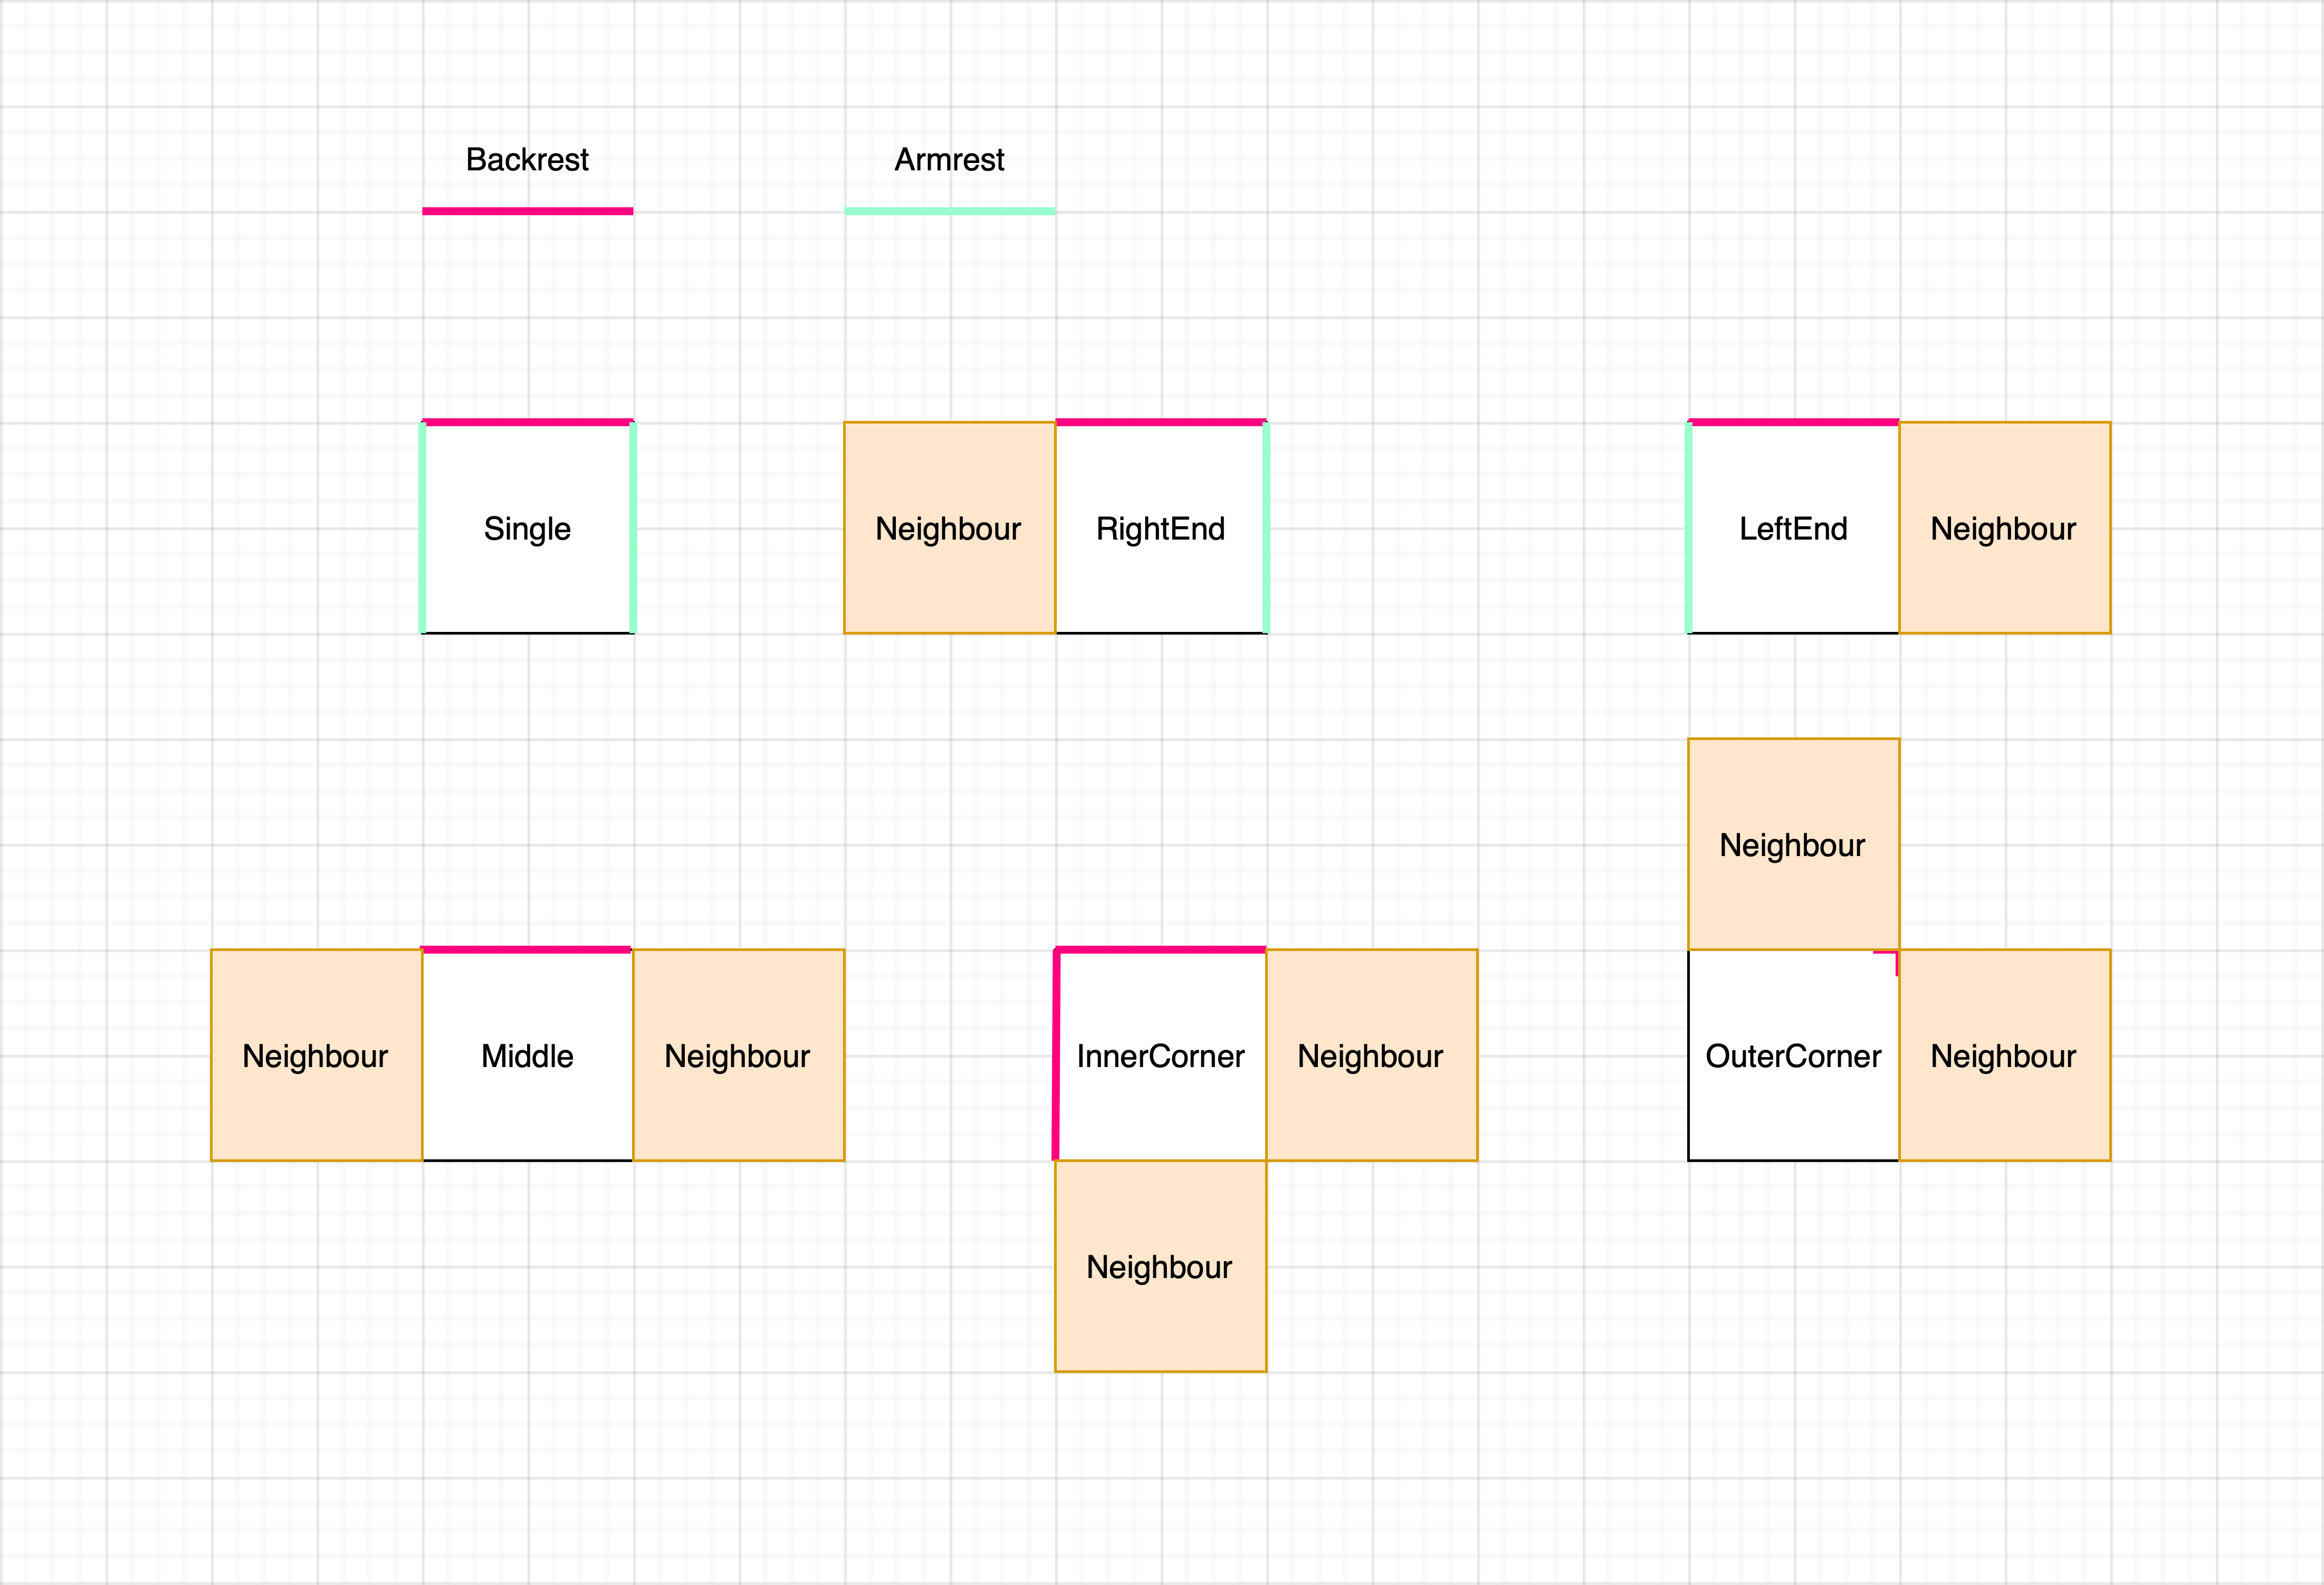 Backrest
Armrest
Single
Neighbour
RightEnd
LeftEnd
Neighbour
Neighbour
Neighbour
Middle
Neighbour
InnerCorner
Neighbour
OuterCorner
Neighbour
Neighbour